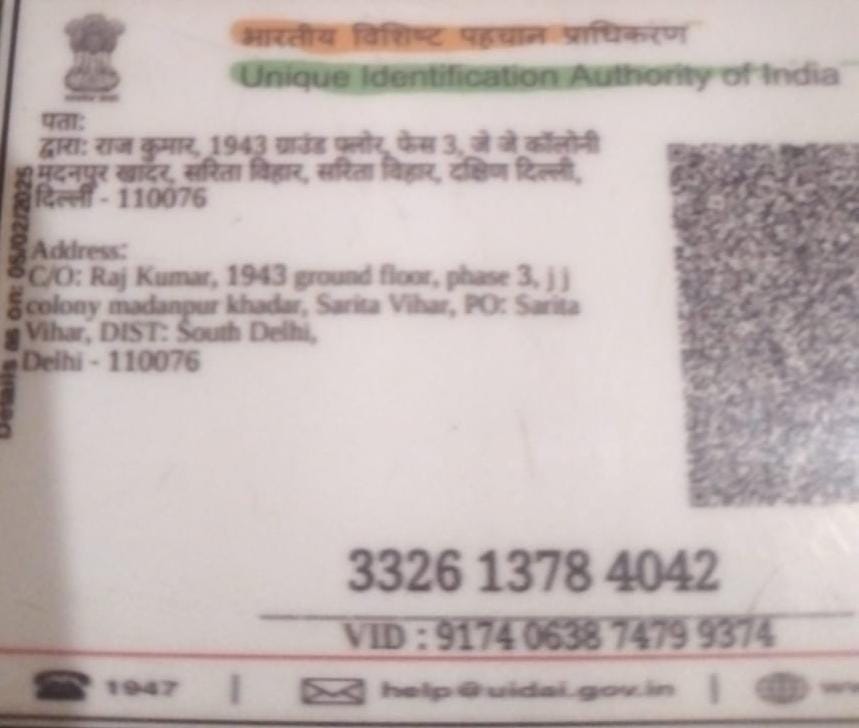 भारतीय विशिष्ट पहचान प्राधिकरण
Unique Identification Authority of India
पता:
द्वारा: राज कुमार, 1943 ग्राउंड फ्लोर, फेस 3, जे जे कॉलोनी
मदनपुर खादर, सरिता विहार, सरिता विहार, दक्षिण दिल्ली,
दिल्ली - 110076
Address:
C/O: Raj Kumar, 1943 ground floor, phase 3, j j
colony madanpur khadar, Sarita Vihar, PO: Sarita
Vihar, DIST: South Delhi,
Delhi - 110076
Details as on: 05/02/2025
3326 1378 4042
VID : 9174 0638 7479 9374
1947 | help@uidai.gov.in |